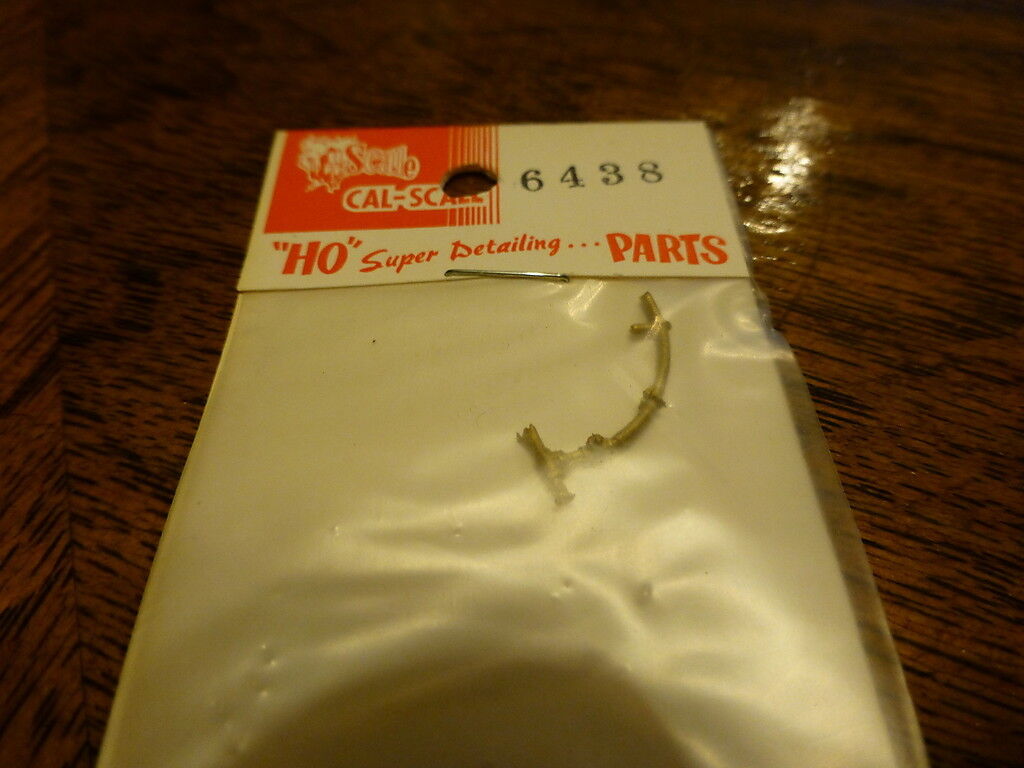 CAL-SCALE
6438
"HO" Super Detailing... PARTS